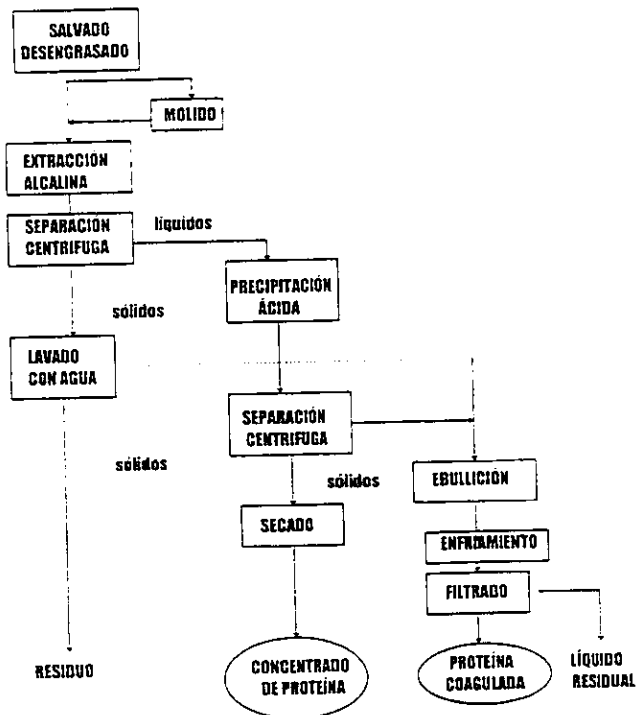 SALVADO
DESENGRASADO
MOLIDO
EXTRACCIÓN
ALCALINA
SEPARACIÓN
CENTRIFUGA
líquidos
PRECIPITACIÓN
ÁCIDA
sólidos
LAVADO
CON AGUA
SEPARACIÓN
CENTRIFUGA
sólidos
sólidos
EBULLICIÓN
SECADO
ENFRIAMIENTO
FILTRADO
RESIDUO
CONCENTRADO
DE PROTEÍNA
PROTEÍNA
COAGULADA
LÍQUIDO
RESIDUAL